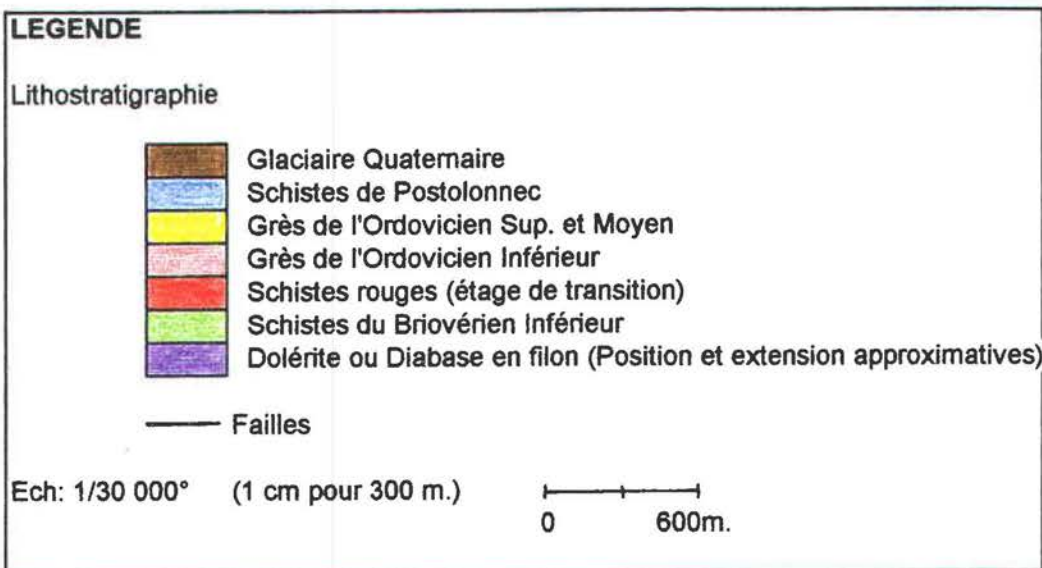 LEGENDE
Lithostratigraphie
Glaciaire Quaternaire
Schistes de Postolonnec
Grès de l'Ordovicien Sup. et Moyen
Grès de l'Ordovicien Inférieur
Schistes rouges (étage de transition)
Schistes du Briovérien Inférieur
Dolérite ou Diabase en filon (Position et extension approximatives)
Failles
Ech: 1/30 000° (1 cm pour 300 m.)
0 600m.